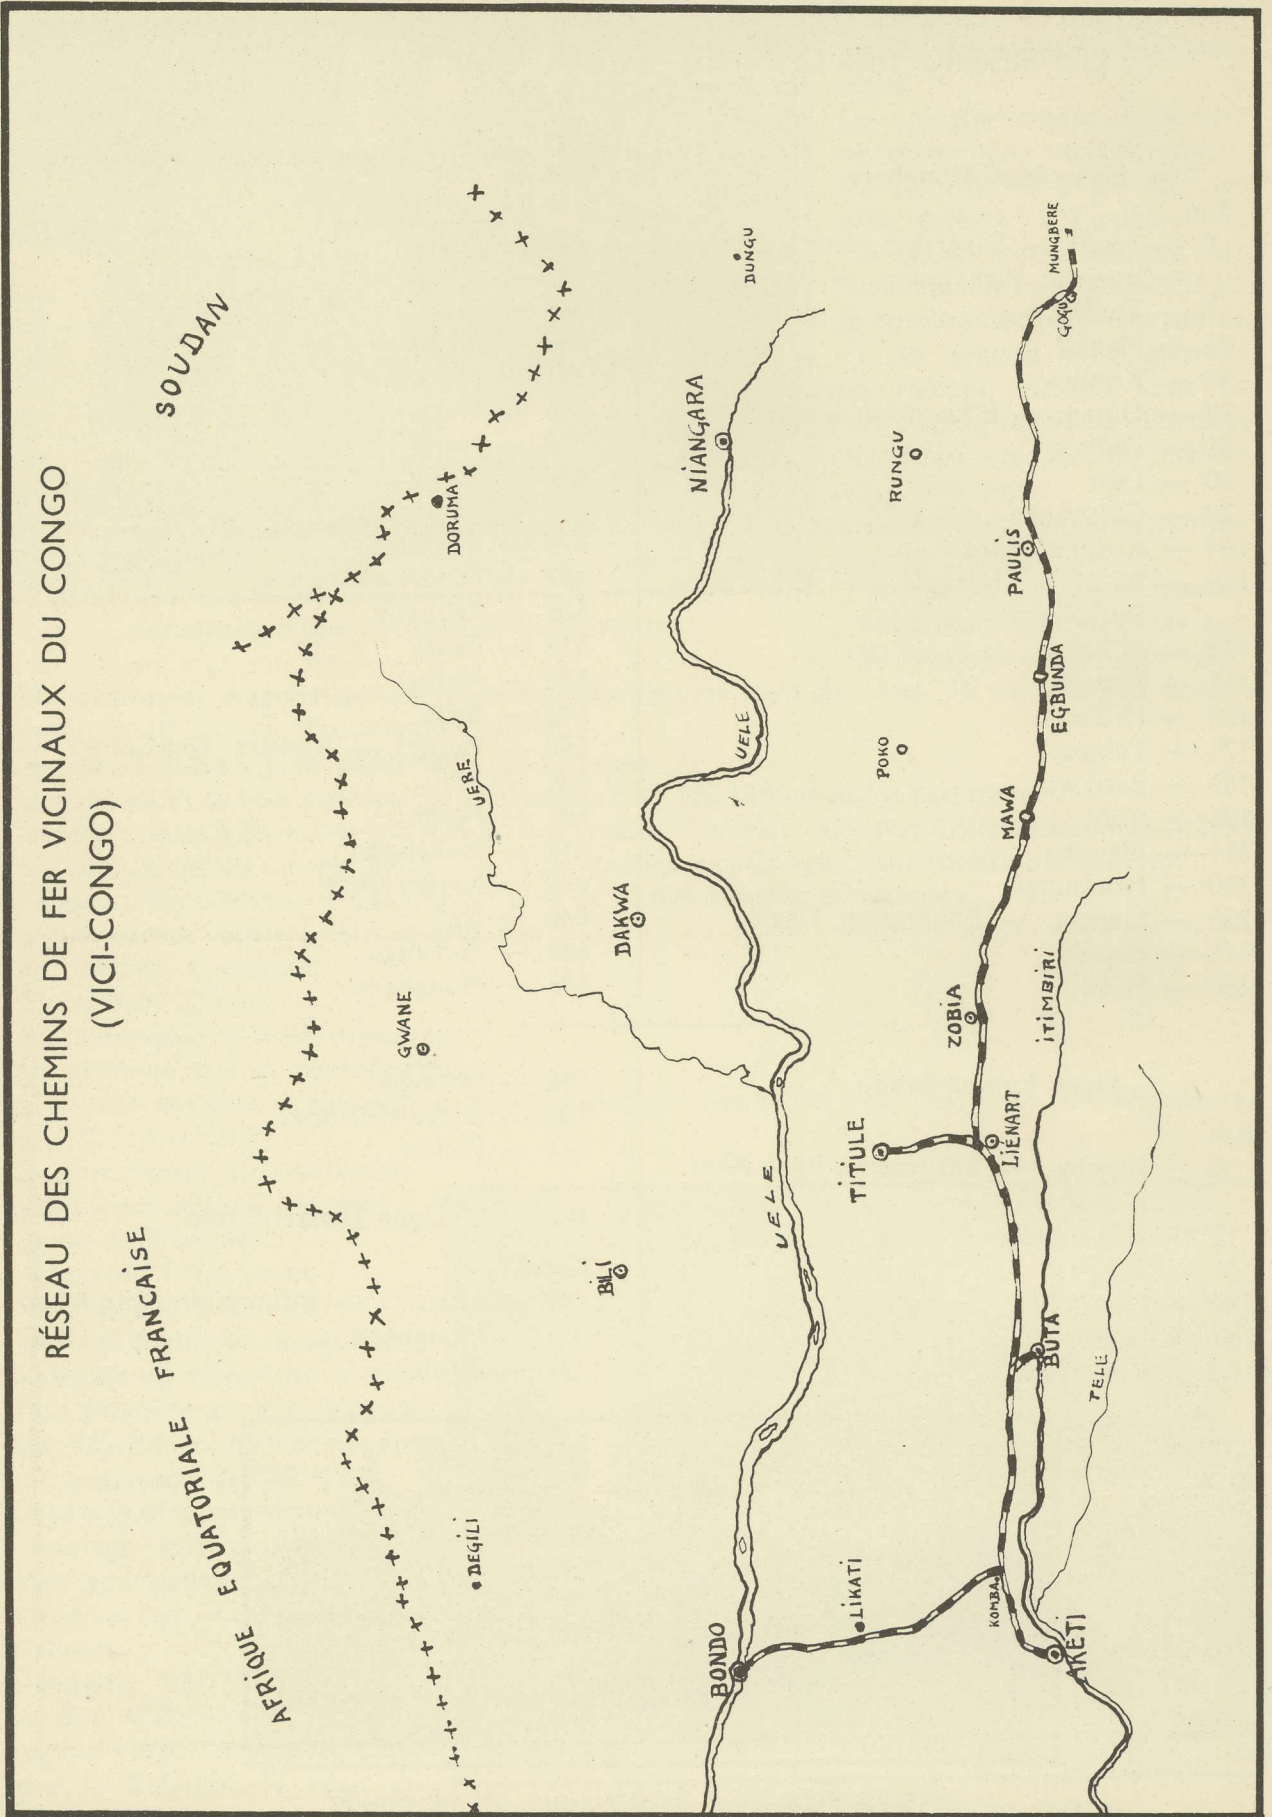 RÉSEAU DES CHEMINS DE FER VICINAUX DU CONGO
(VICI-CONGO)
AFRIQUE EQUATORIALE FRANCAISE
SOUDAN
DORUMA
DEGILI
GWANE
UERE
BILI
DAKWA
DUNGU
NIANGARA
UELE
UELE
BONDO
LIKATI
TITULE
POKO
RUNGU
ZOBIA
MAWA
EGBUNDA
PAULIS
GOGU
MUNGBERE
KOMBA
LIENART
ITIMBIRI
BUTA
AKETI
TELE